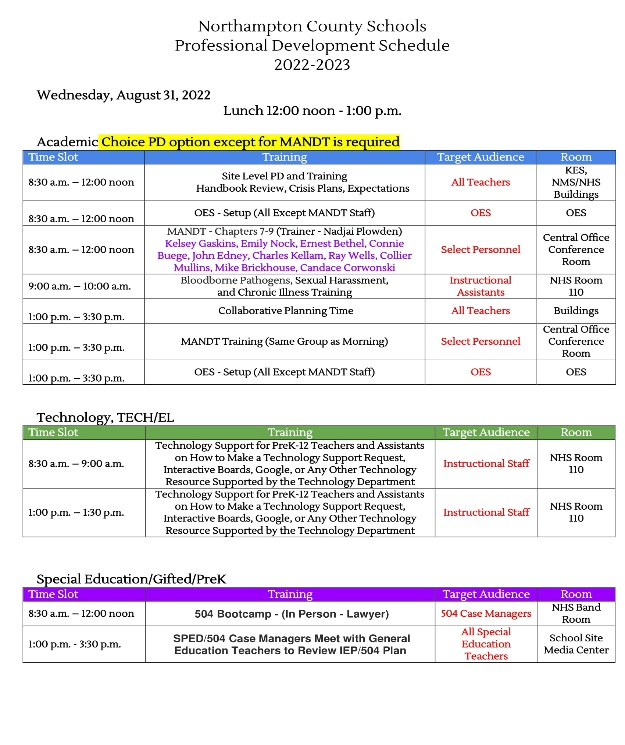 Northampton County Schools
Professional Development Schedule
2022-2023
Wednesday, August 31, 2022
Lunch 12:00 noon - 1:00 p.m.
Academic Choice PD option except for MANDT is required
Time Slot Training Target Audience Room
8:30 a.m. – 12:00 noon Site Level PD and Training Handbook Review, Crisis Plans, Expectations All Teachers KES, NMS/NHS Buildings
8:30 a.m. – 12:00 noon OES - Setup (All Except MANDT Staff) OES OES
8:30 a.m. – 12:00 noon MANDT - Chapters 7-9 (Trainer - Nadjai Plowden) Kelsey Gaskins, Emily Nock, Ernest Bethel, Connie Buege, John Edney, Charles Kellam, Ray Wells, Collier Mullins, Mike Brickhouse, Candace Corwonski Select Personnel Central Office Conference Room
9:00 a.m. – 10:00 a.m. Bloodborne Pathogens, Sexual Harassment, and Chronic Illness Training Instructional Assistants NHS Room 110
1:00 p.m. – 3:30 p.m. Collaborative Planning Time All Teachers Buildings
1:00 p.m. – 3:30 p.m. MANDT Training (Same Group as Morning) Select Personnel Central Office Conference Room
1:00 p.m. – 3:30 p.m. OES - Setup (All Except MANDT Staff) OES OES
Technology, TECH/EL
Time Slot Training Target Audience Room
8:30 a.m. – 9:00 a.m. Technology Support for PreK-12 Teachers and Assistants on How to Make a Technology Support Request, Interactive Boards, Google, or Any Other Technology Resource Supported by the Technology Department Instructional Staff NHS Room 110
1:00 p.m. – 1:30 p.m. Technology Support for PreK-12 Teachers and Assistants on How to Make a Technology Support Request, Interactive Boards, Google, or Any Other Technology Resource Supported by the Technology Department Instructional Staff NHS Room 110
Special Education/Gifted/PreK
Time Slot Training Target Audience Room
8:30 a.m. – 12:00 noon 504 Bootcamp - (In Person - Lawyer) 504 Case Managers NHS Band Room
1:00 p.m. - 3:30 p.m. SPED/504 Case Managers Meet with General Education Teachers to Review IEP/504 Plan All Special Education Teachers School Site Media Center